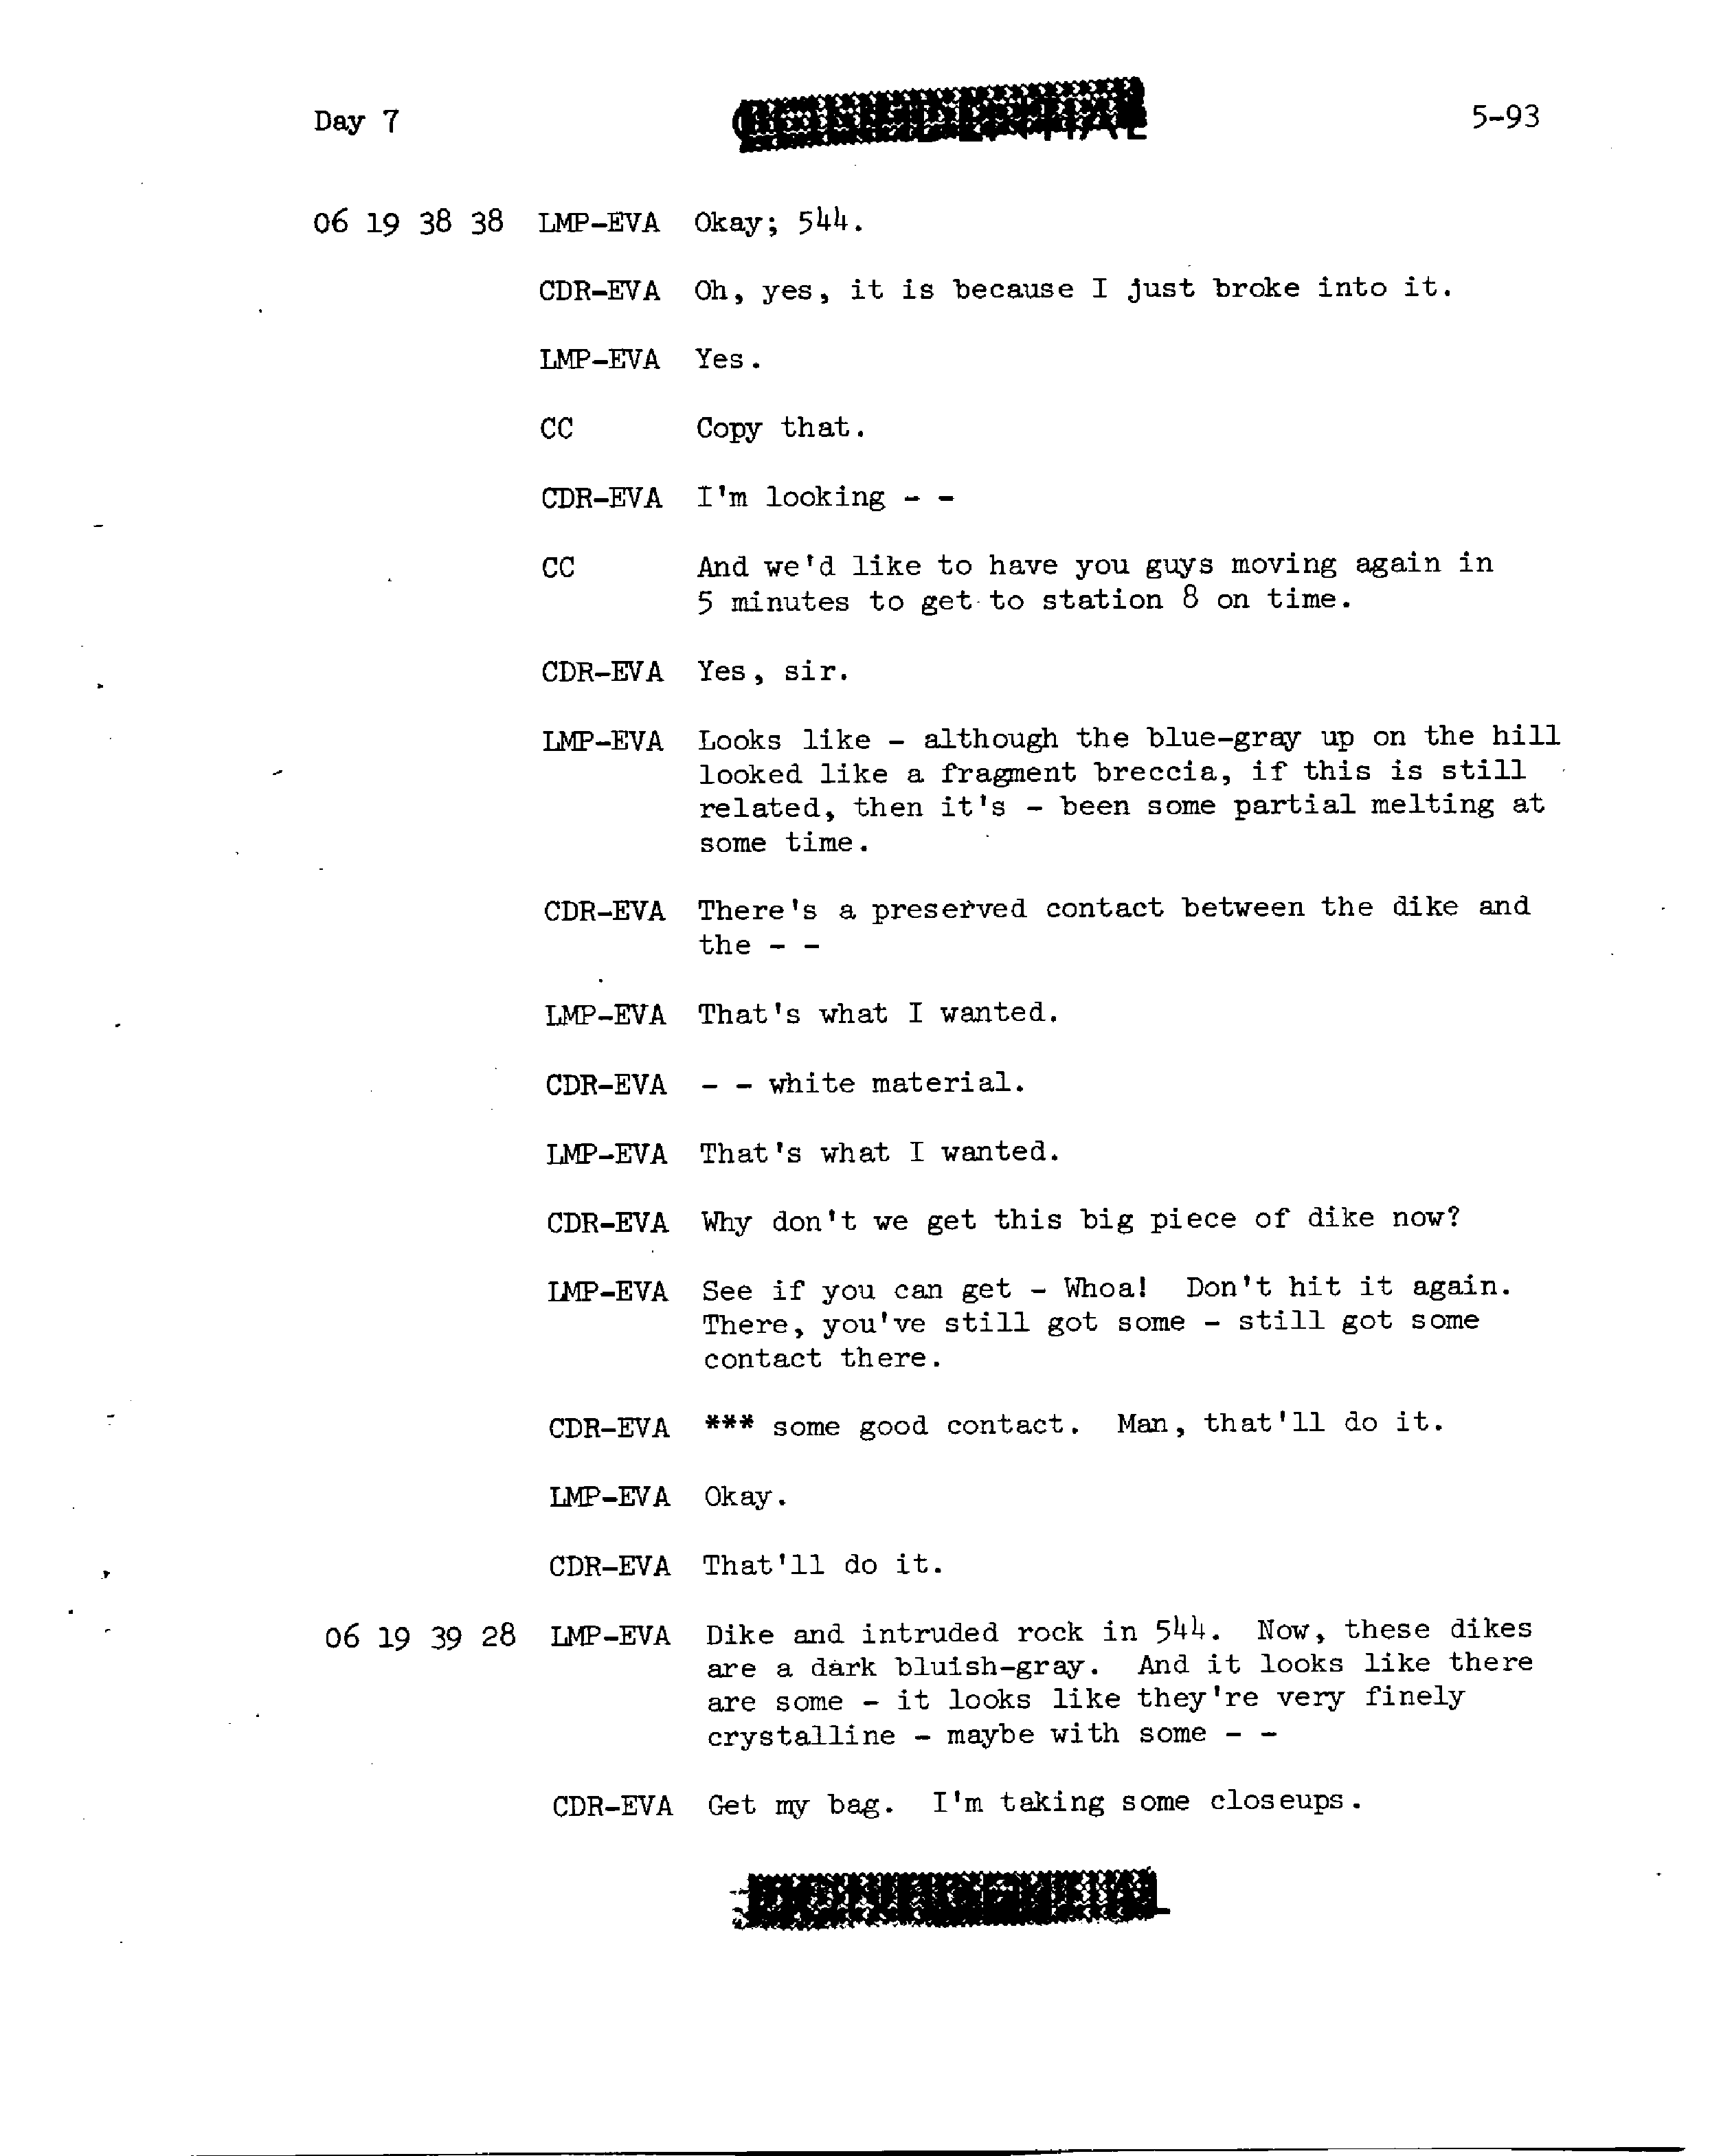 Day 7
5-93
06 19 38 38 LMP-EVA Okay; 544.
CDR-EVA Oh, yes, it is because I just broke into it.
LMP-EVA Yes.
CC Copy that.
CDR-EVA I'm looking - -
CC And we'd like to have you guys moving again in
5 minutes to get to station 8 on time.
CDR-EVA Yes, sir.
LMP-EVA Looks like - although the blue-gray up on the hill
looked like a fragment breccia, if this is still
related, then it's - been some partial melting at
some time.
CDR-EVA There's a preserved contact between the dike and
the - -
LMP-EVA That's what I wanted.
CDR-EVA - - white material.
LMP-EVA That's what I wanted.
CDR-EVA Why don't we get this big piece of dike now?
LMP-EVA See if you can get - Whoa! Don't hit it again.
There, you've still got some - still got some
contact there.
CDR-EVA *** some good contact. Man, that'll do it.
LMP-EVA Okay.
CDR-EVA That'll do it.
06 19 39 28 LMP-EVA Dike and intruded rock in 544. Now, these dikes
are a dark bluish-gray. And it looks like there
are some - it looks like they're very finely
crystalline - maybe with some - -
CDR-EVA Get my bag. I'm taking some closeups.